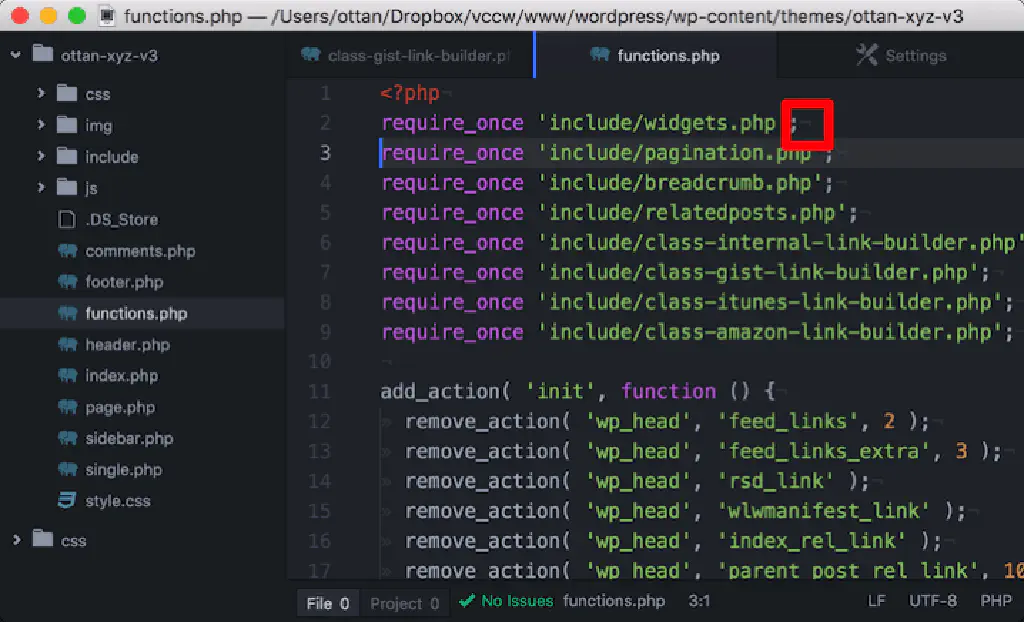 functions.php — /Users/ottan/Dropbox/vccw/www/wordpress/wp-content/themes/ottan-xyz-v3
ottan-xyz-v3
css
img
include
js
.DS_Store
comments.php
footer.php
functions.php
header.php
index.php
page.php
sidebar.php
single.php
style.css
css
class-gist-link-builder.p
functions.php
Settings
1 <?php¬
2 require_once 'include/widgets.php ;¬
3 require_once 'include/pagination.php';¬
4 require_once 'include/breadcrumb.php';¬
5 require_once 'include/relatedposts.php';¬
6 require_once 'include/class-internal-link-builder.php'
7 require_once 'include/class-gist-link-builder.php';¬
8 require_once 'include/class-itunes-link-builder.php';
9 require_once 'include/class-amazon-link-builder.php';
10 ¬
11 add_action( 'init', function () {¬
12 » remove_action( 'wp_head', 'feed_links', 2 );¬
13 » remove_action( 'wp_head', 'feed_links_extra', 3 );¬
14 » remove_action( 'wp_head', 'rsd_link' );¬
15 » remove_action( 'wp_head', 'wlwmanifest_link' );¬
16 » remove_action( 'wp_head', 'index_rel_link' );¬
17 » remove_action( 'wp_head', 'parent_post_rel_link', 10
File 0 Project 0 ✓ No Issues functions.php 3:1 LF UTF-8 PHP